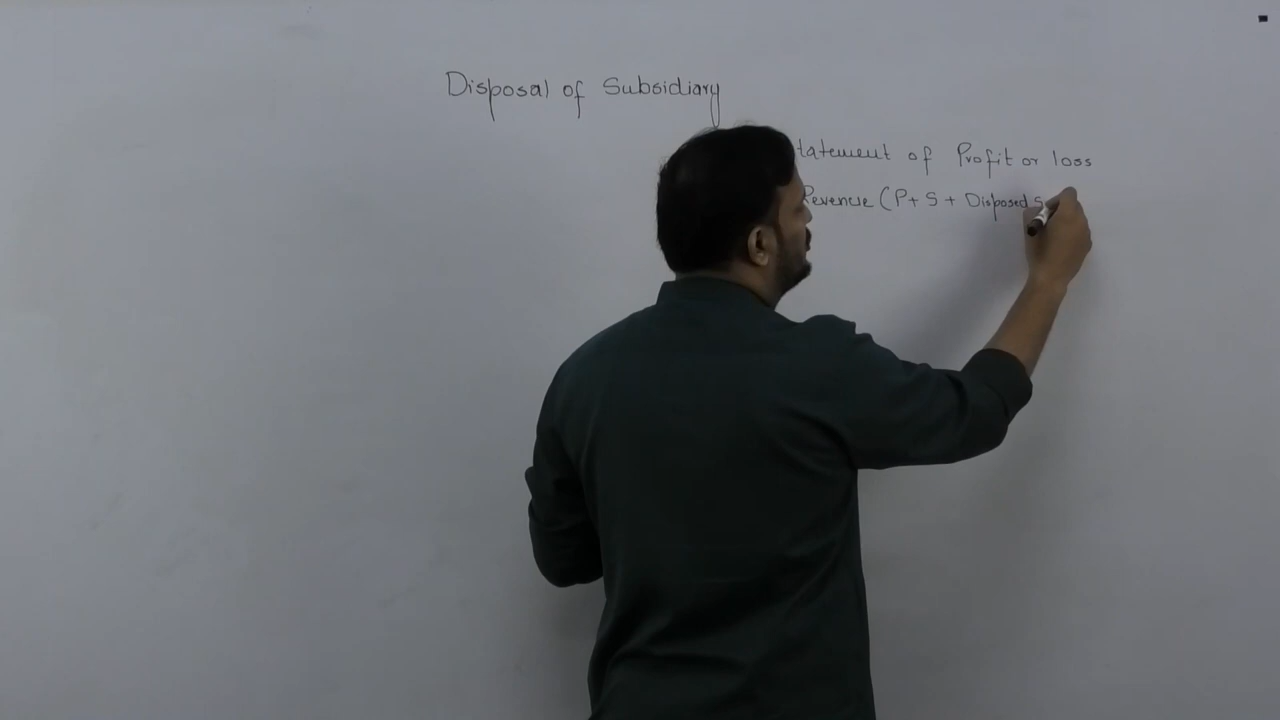 Disposal of Subsidiary
tatement of Profit or loss
Revenue (P+ S + Disposed S